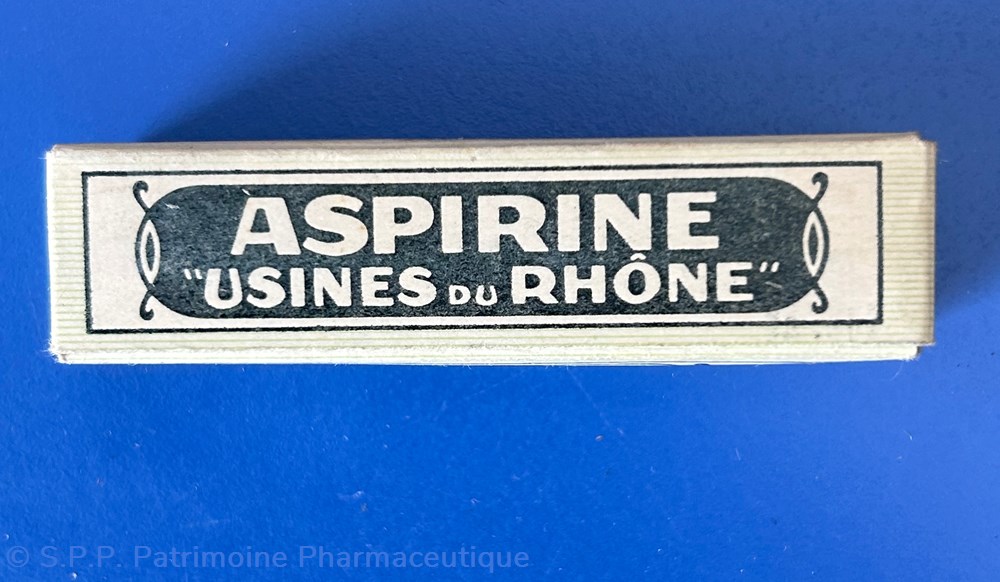 ASPIRINE
"USINES DU RHÔNE"
© S.P.P. Patrimoine Pharmaceutique